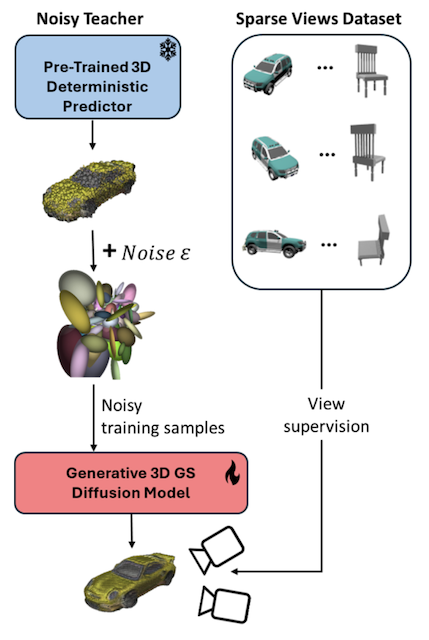 Noisy Teacher
Pre-Trained 3D
Deterministic
Predictor
+ Noise ε
Noisy
training samples
Generative 3D GS
Diffusion Model
Sparse Views Dataset
...
...
...
View
supervision